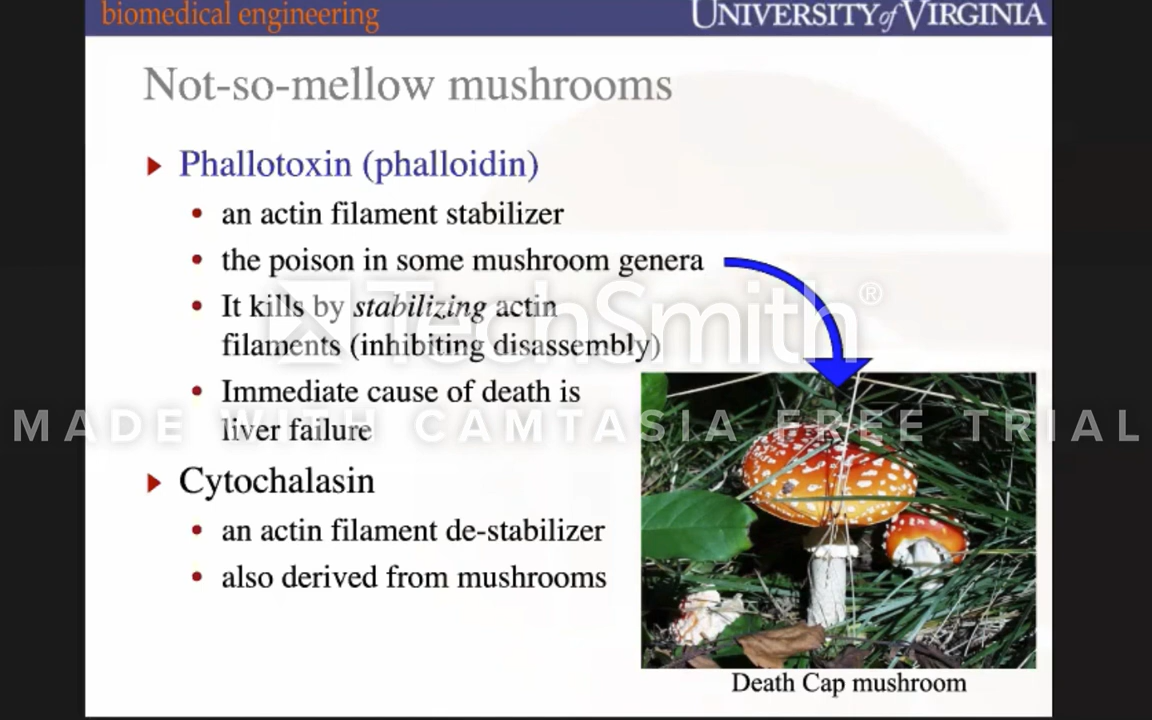 biomedical engineering
UNIVERSITY of VIRGINIA
Not-so-mellow mushrooms
Phallotoxin (phalloidin)
an actin filament stabilizer
the poison in some mushroom genera
It kills by stabilizing actin
filaments (inhibiting disassembly)
Immediate cause of death is
liver failure
Cytochalasin
an actin filament de-stabilizer
also derived from mushrooms
Death Cap mushroom
TechSmith®
MADE WITH CAMTASIA FREE TRIAL